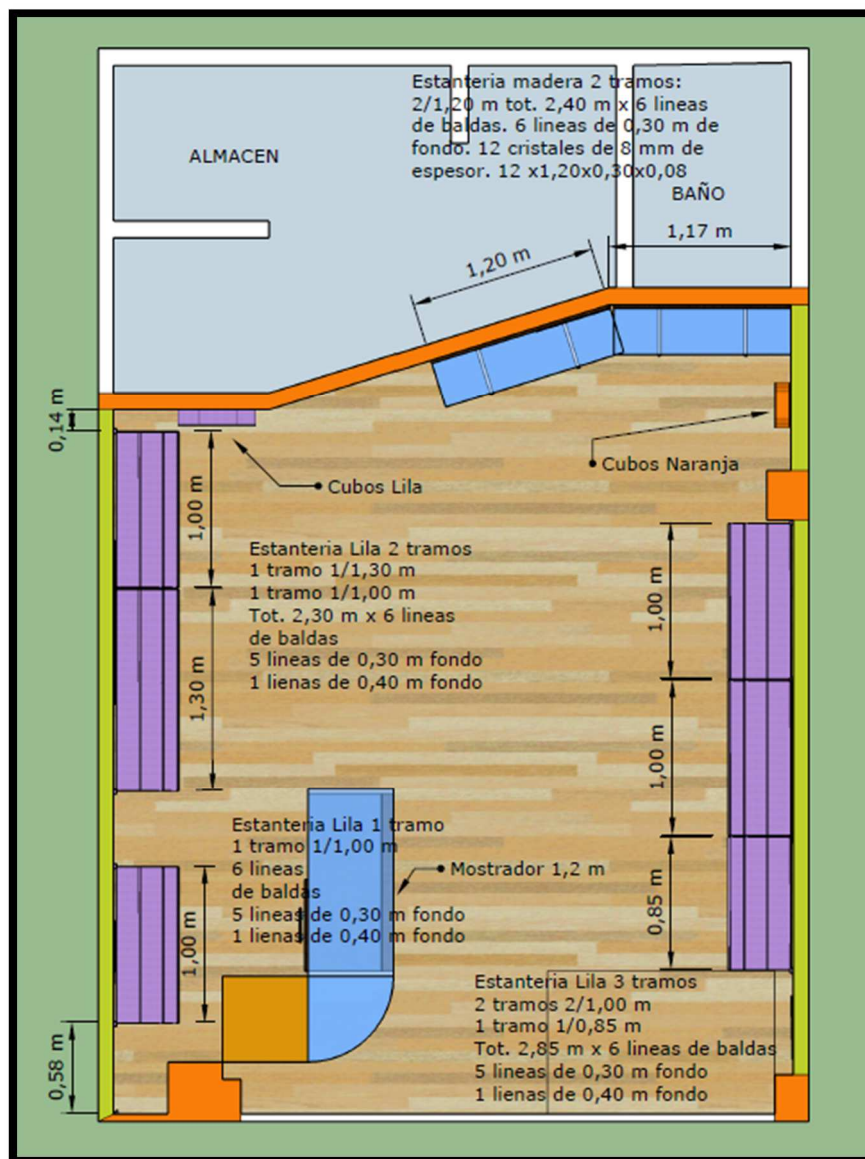 Estanteria madera 2 tramos:
2/1,20 m tot. 2,40 m x 6 lineas
de baldas. 6 lineas de 0,30 m de
fondo. 12 cristales de 8 mm de
espesor. 12 x1,20x0,30x0,08
ALMACEN
BAÑO
1,17 m
1,20 m
0,14 m
Cubos Lila
Cubos Naranja
1,00 m
Estanteria Lila 2 tramos
1 tramo 1/1,30 m
1 tramo 1/1,00 m
Tot. 2,30 m x 6 lineas
de baldas
5 lineas de 0,30 m fondo
1 lienas de 0,40 m fondo
1,30 m
1,00 m
1,00 m
0,85 m
Estanteria Lila 1 tramo
1 tramo 1/1,00 m
6 lineas
de baldas
5 lineas de 0,30 m fondo
1 lienas de 0,40 m fondo
Mostrador 1,2 m
1,00 m
0,58 m
Estanteria Lila 3 tramos
2 tramos 2/1,00 m
1 tramo 1/0,85 m
Tot. 2,85 m x 6 lineas de baldas
5 lineas de 0,30 m fondo
1 lienas de 0,40 m fondo